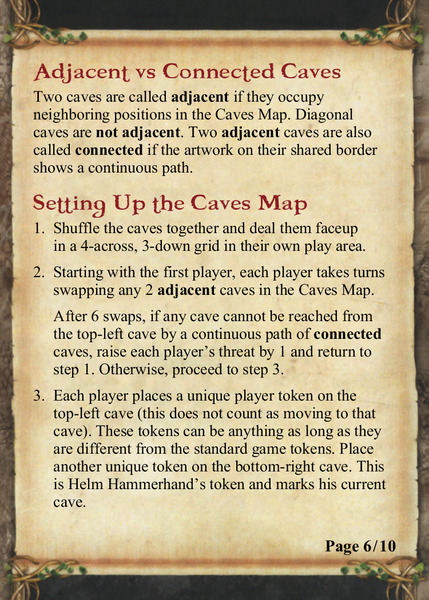 Adjacent vs Connected Caves
Two caves are called adjacent if they occupy
neighboring positions in the Caves Map. Diagonal
caves are not adjacent. Two adjacent caves are also
called connected if the artwork on their shared border
shows a continuous path.
Setting Up the Caves Map
1. Shuffle the caves together and deal them faceup
in a 4-across, 3-down grid in their own play area.
2. Starting with the first player, each player takes turns
swapping any 2 adjacent caves in the Caves Map.
After 6 swaps, if any cave cannot be reached from
the top-left cave by a continuous path of connected
caves, raise each player's threat by 1 and return to
step 1. Otherwise, proceed to step 3.
3. Each player places a unique player token on the
top-left cave (this does not count as moving to that
cave). These tokens can be anything as long as they
are different from the standard game tokens. Place
another unique token on the bottom-right cave. This
is Helm Hammerhand's token and marks his current
cave.
Page 6/10